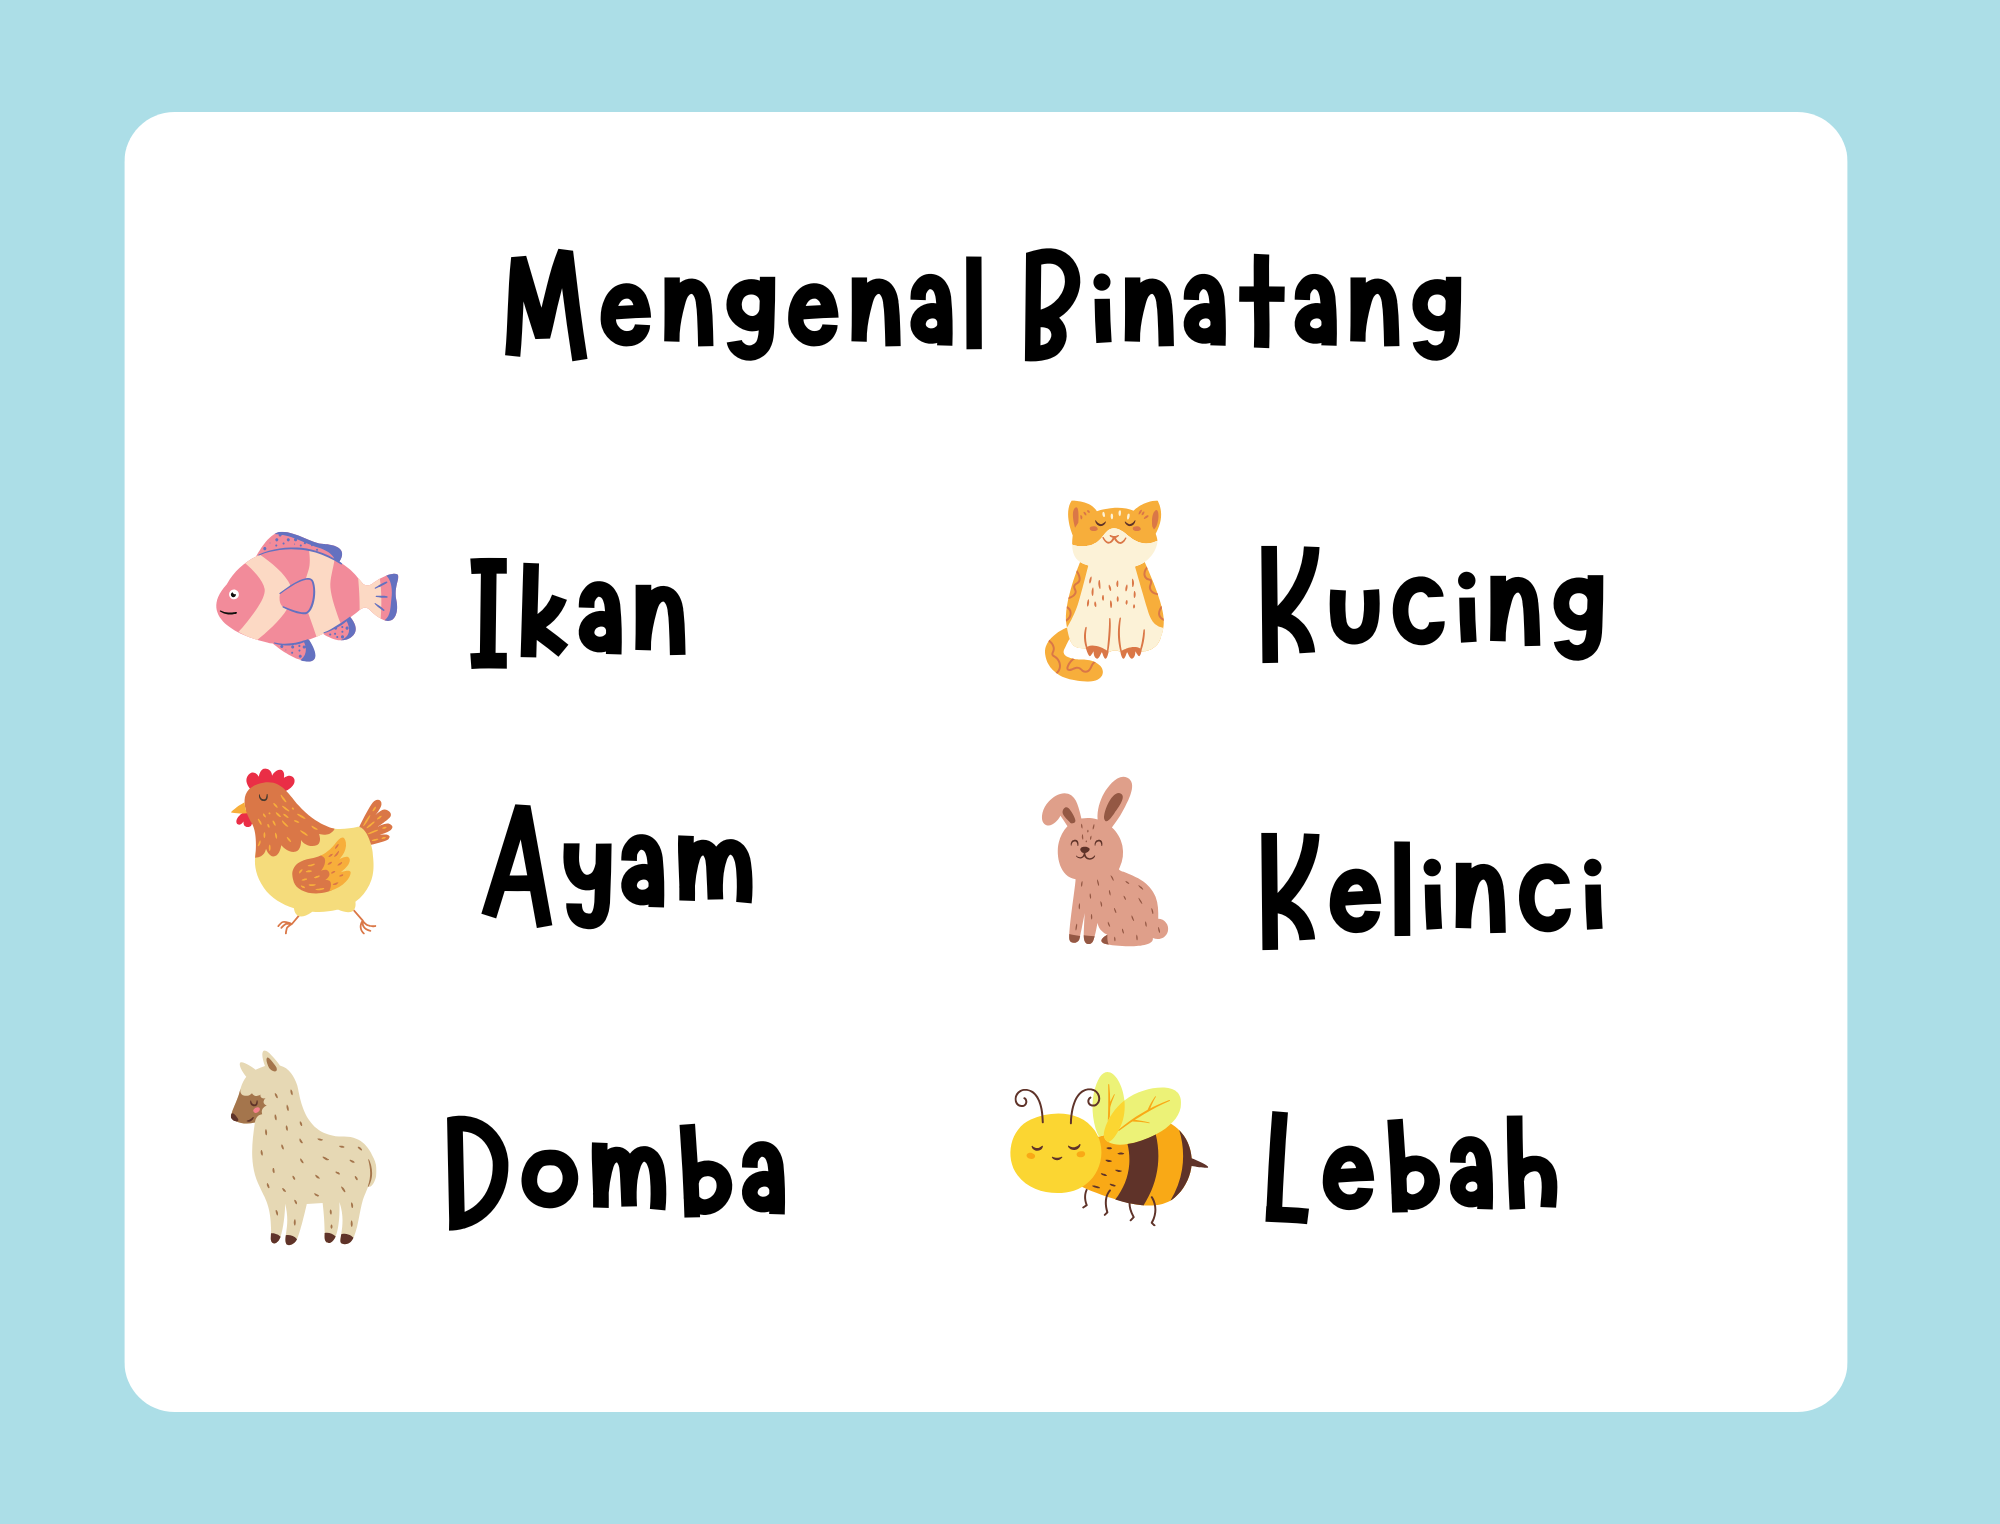 Mengenal Binatang
Ikan
Kucing
Ayam
Kelinci
Domba
Lebah